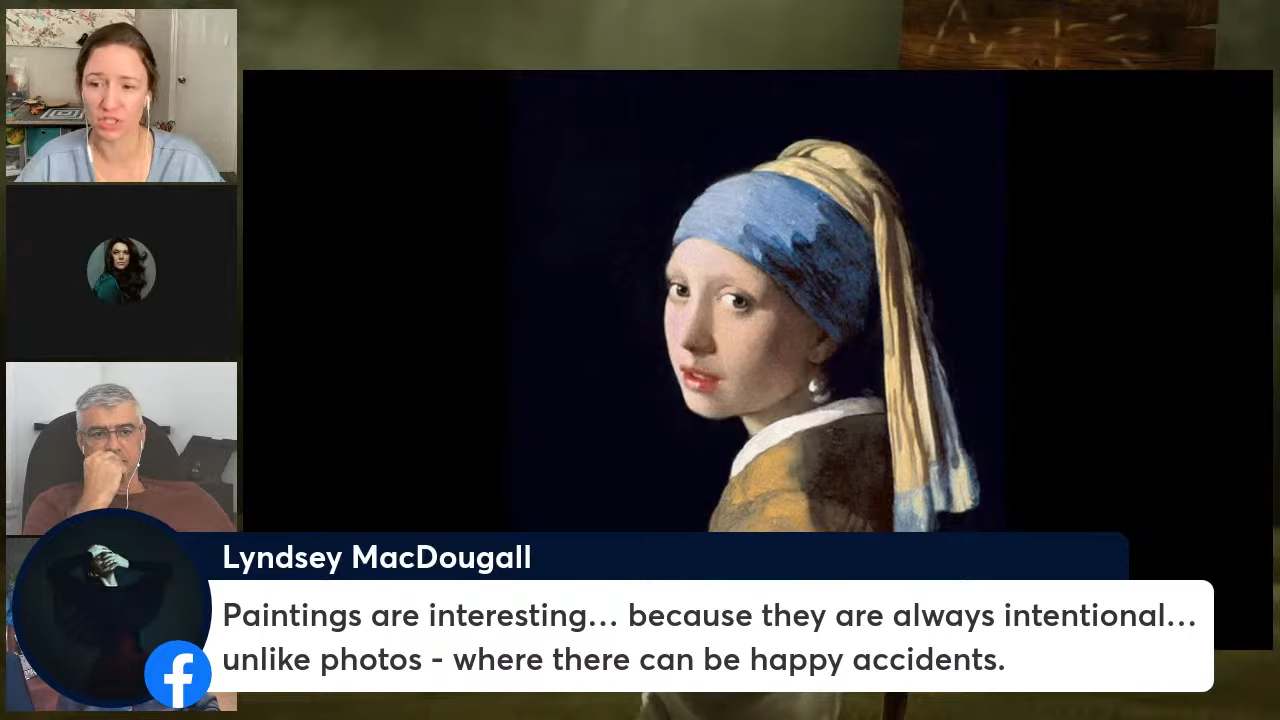 Lyndsey MacDougall
Paintings are interesting... because they are always intentional...
unlike photos - where there can be happy accidents.